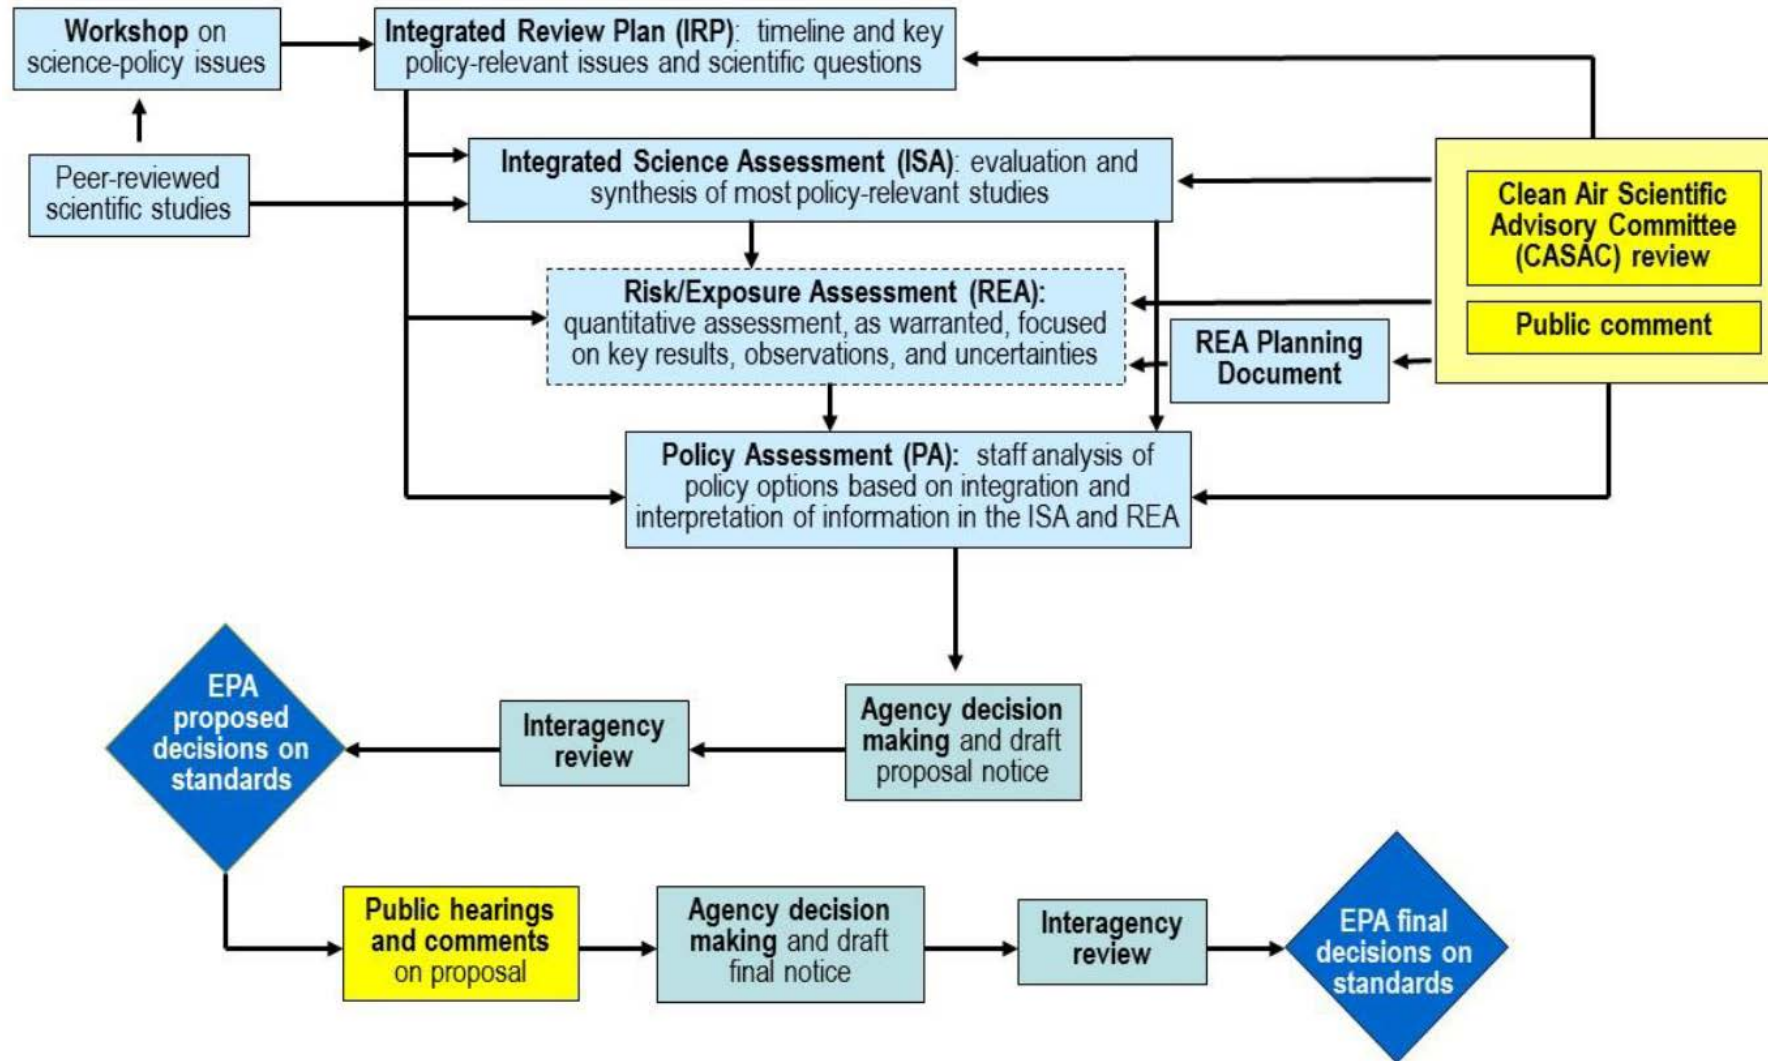 Workshop on
science-policy issues
Integrated Review Plan (IRP): timeline and key
policy-relevant issues and scientific questions
Peer-reviewed
scientific studies
Integrated Science Assessment (ISA): evaluation and
synthesis of most policy-relevant studies
Clean Air Scientific
Advisory Committee
(CASAC) review
Public comment
Risk/Exposure Assessment (REA):
quantitative assessment, as warranted, focused
on key results, observations, and uncertainties
REA Planning
Document
Policy Assessment (PA): staff analysis of
policy options based on integration and
interpretation of information in the ISA and REA
Agency decision
making and draft
proposal notice
Interagency
review
EPA
proposed
decisions on
standards
Public hearings
and comments
on proposal
Agency decision
making and draft
final notice
Interagency
review
EPA final
decisions on
standards